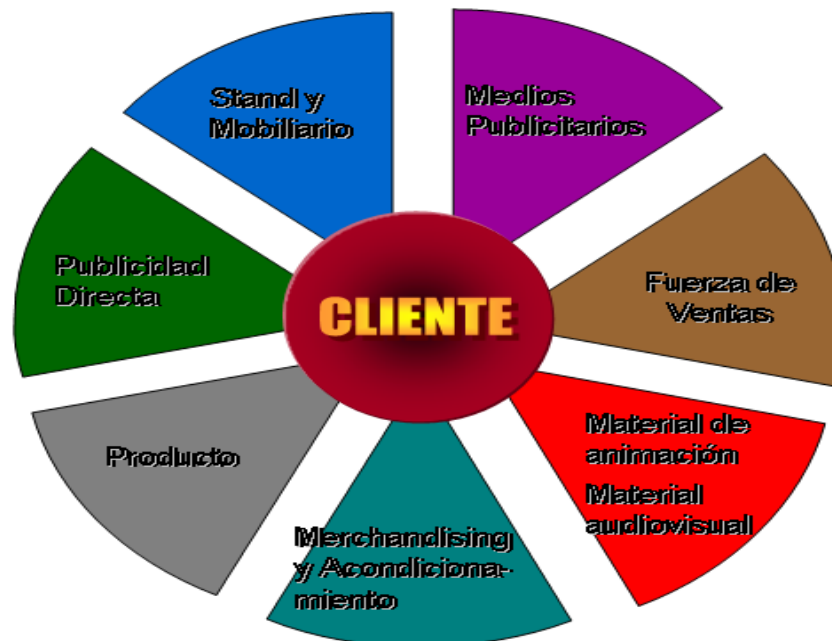 Stand y
Mobiliario
Medios
Publicitarios
Publicidad
Directa
CLIENTE
Fuerza de
Ventas
Producto
Material de
animación
Material
audiovisual
Merchandising
y Acondiciona-
miento